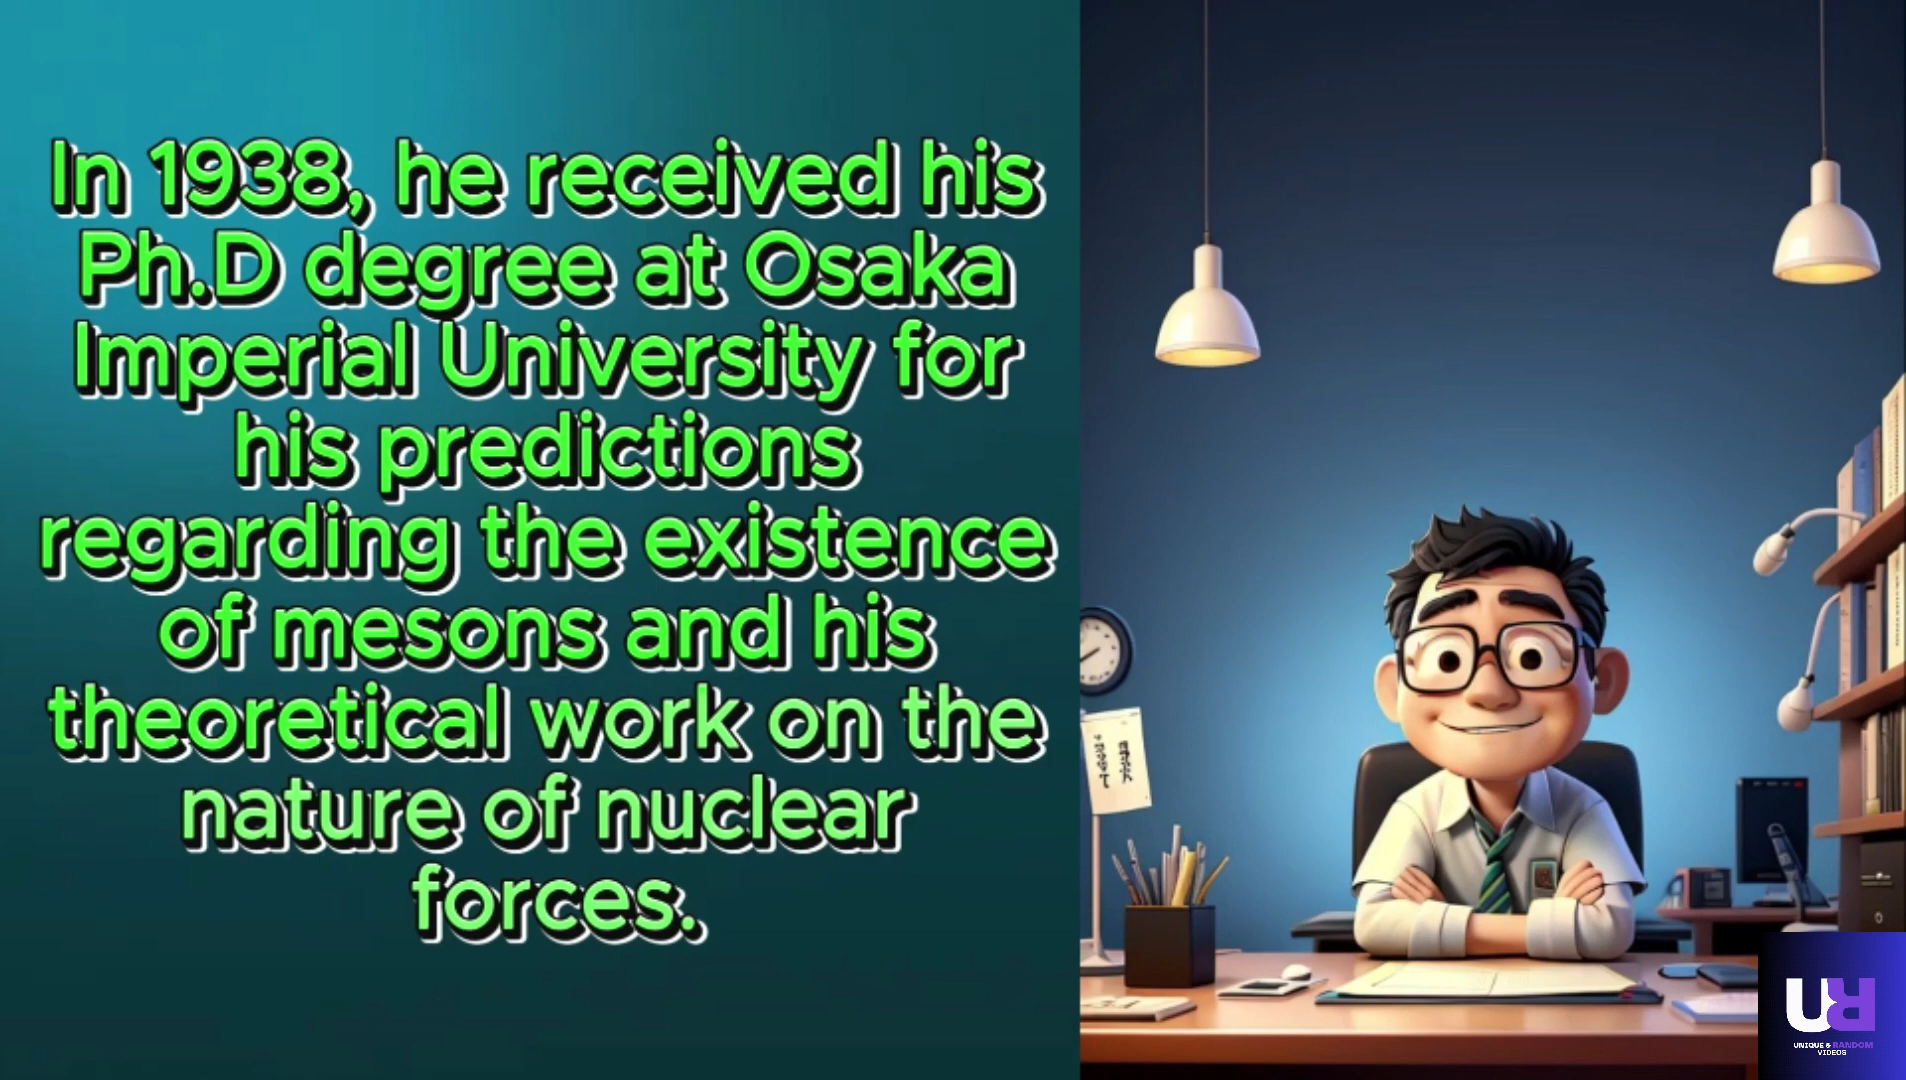 In 1938, he received his
Ph.D degree at Osaka
Imperial University for
his predictions
regarding the existence
of mesons and his
theoretical work on the
nature of nuclear
forces.
UR
UNIQUE & RANDOM
VIDEOS